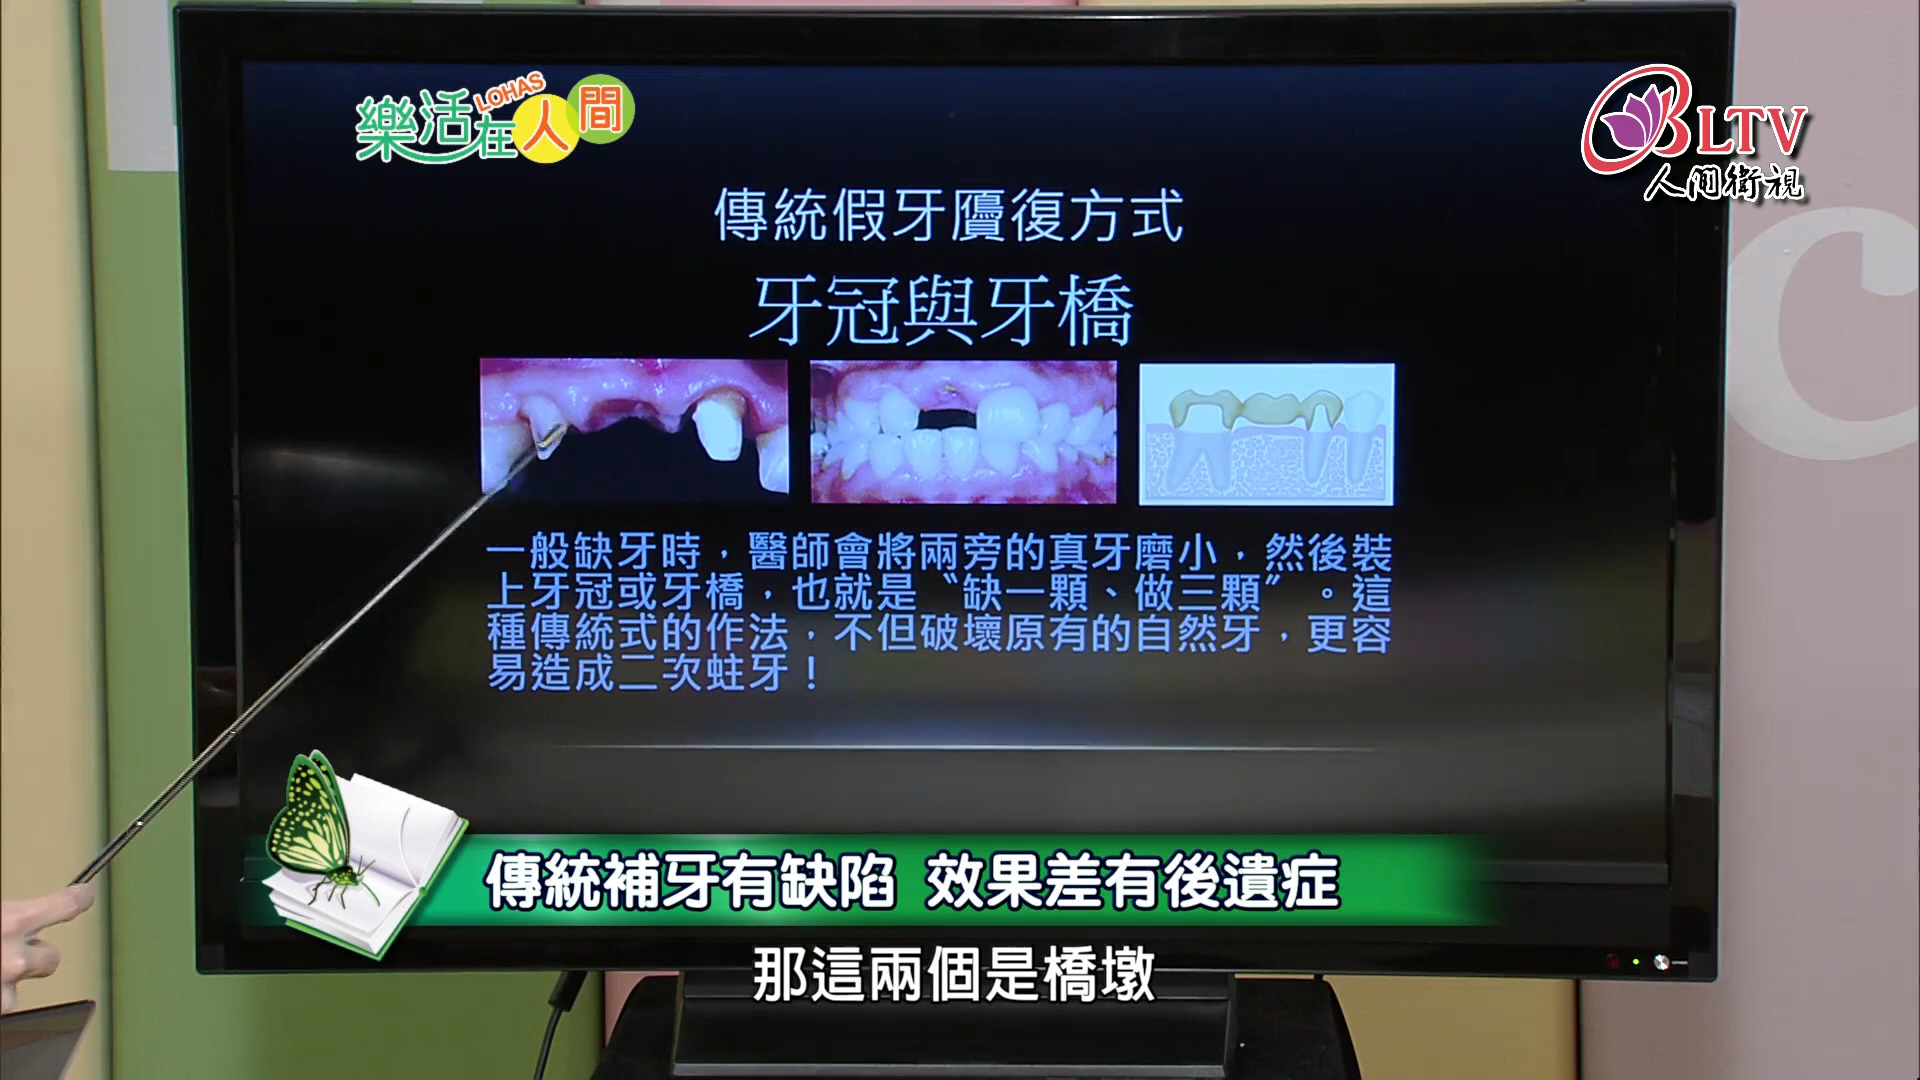 樂活在人間
LOHAS
BLTV
人間衛視
傳統假牙贗復方式
牙冠與牙橋
一般缺牙時，醫師會將兩旁的真牙磨小，然後裝
上牙冠或牙橋，也就是〝缺一顆、做三顆〞。這
種傳統式的作法，不但破壞原有的自然牙，更容
易造成二次蛀牙！
傳統補牙有缺陷 效果差有後遺症
那這兩個是橋墩